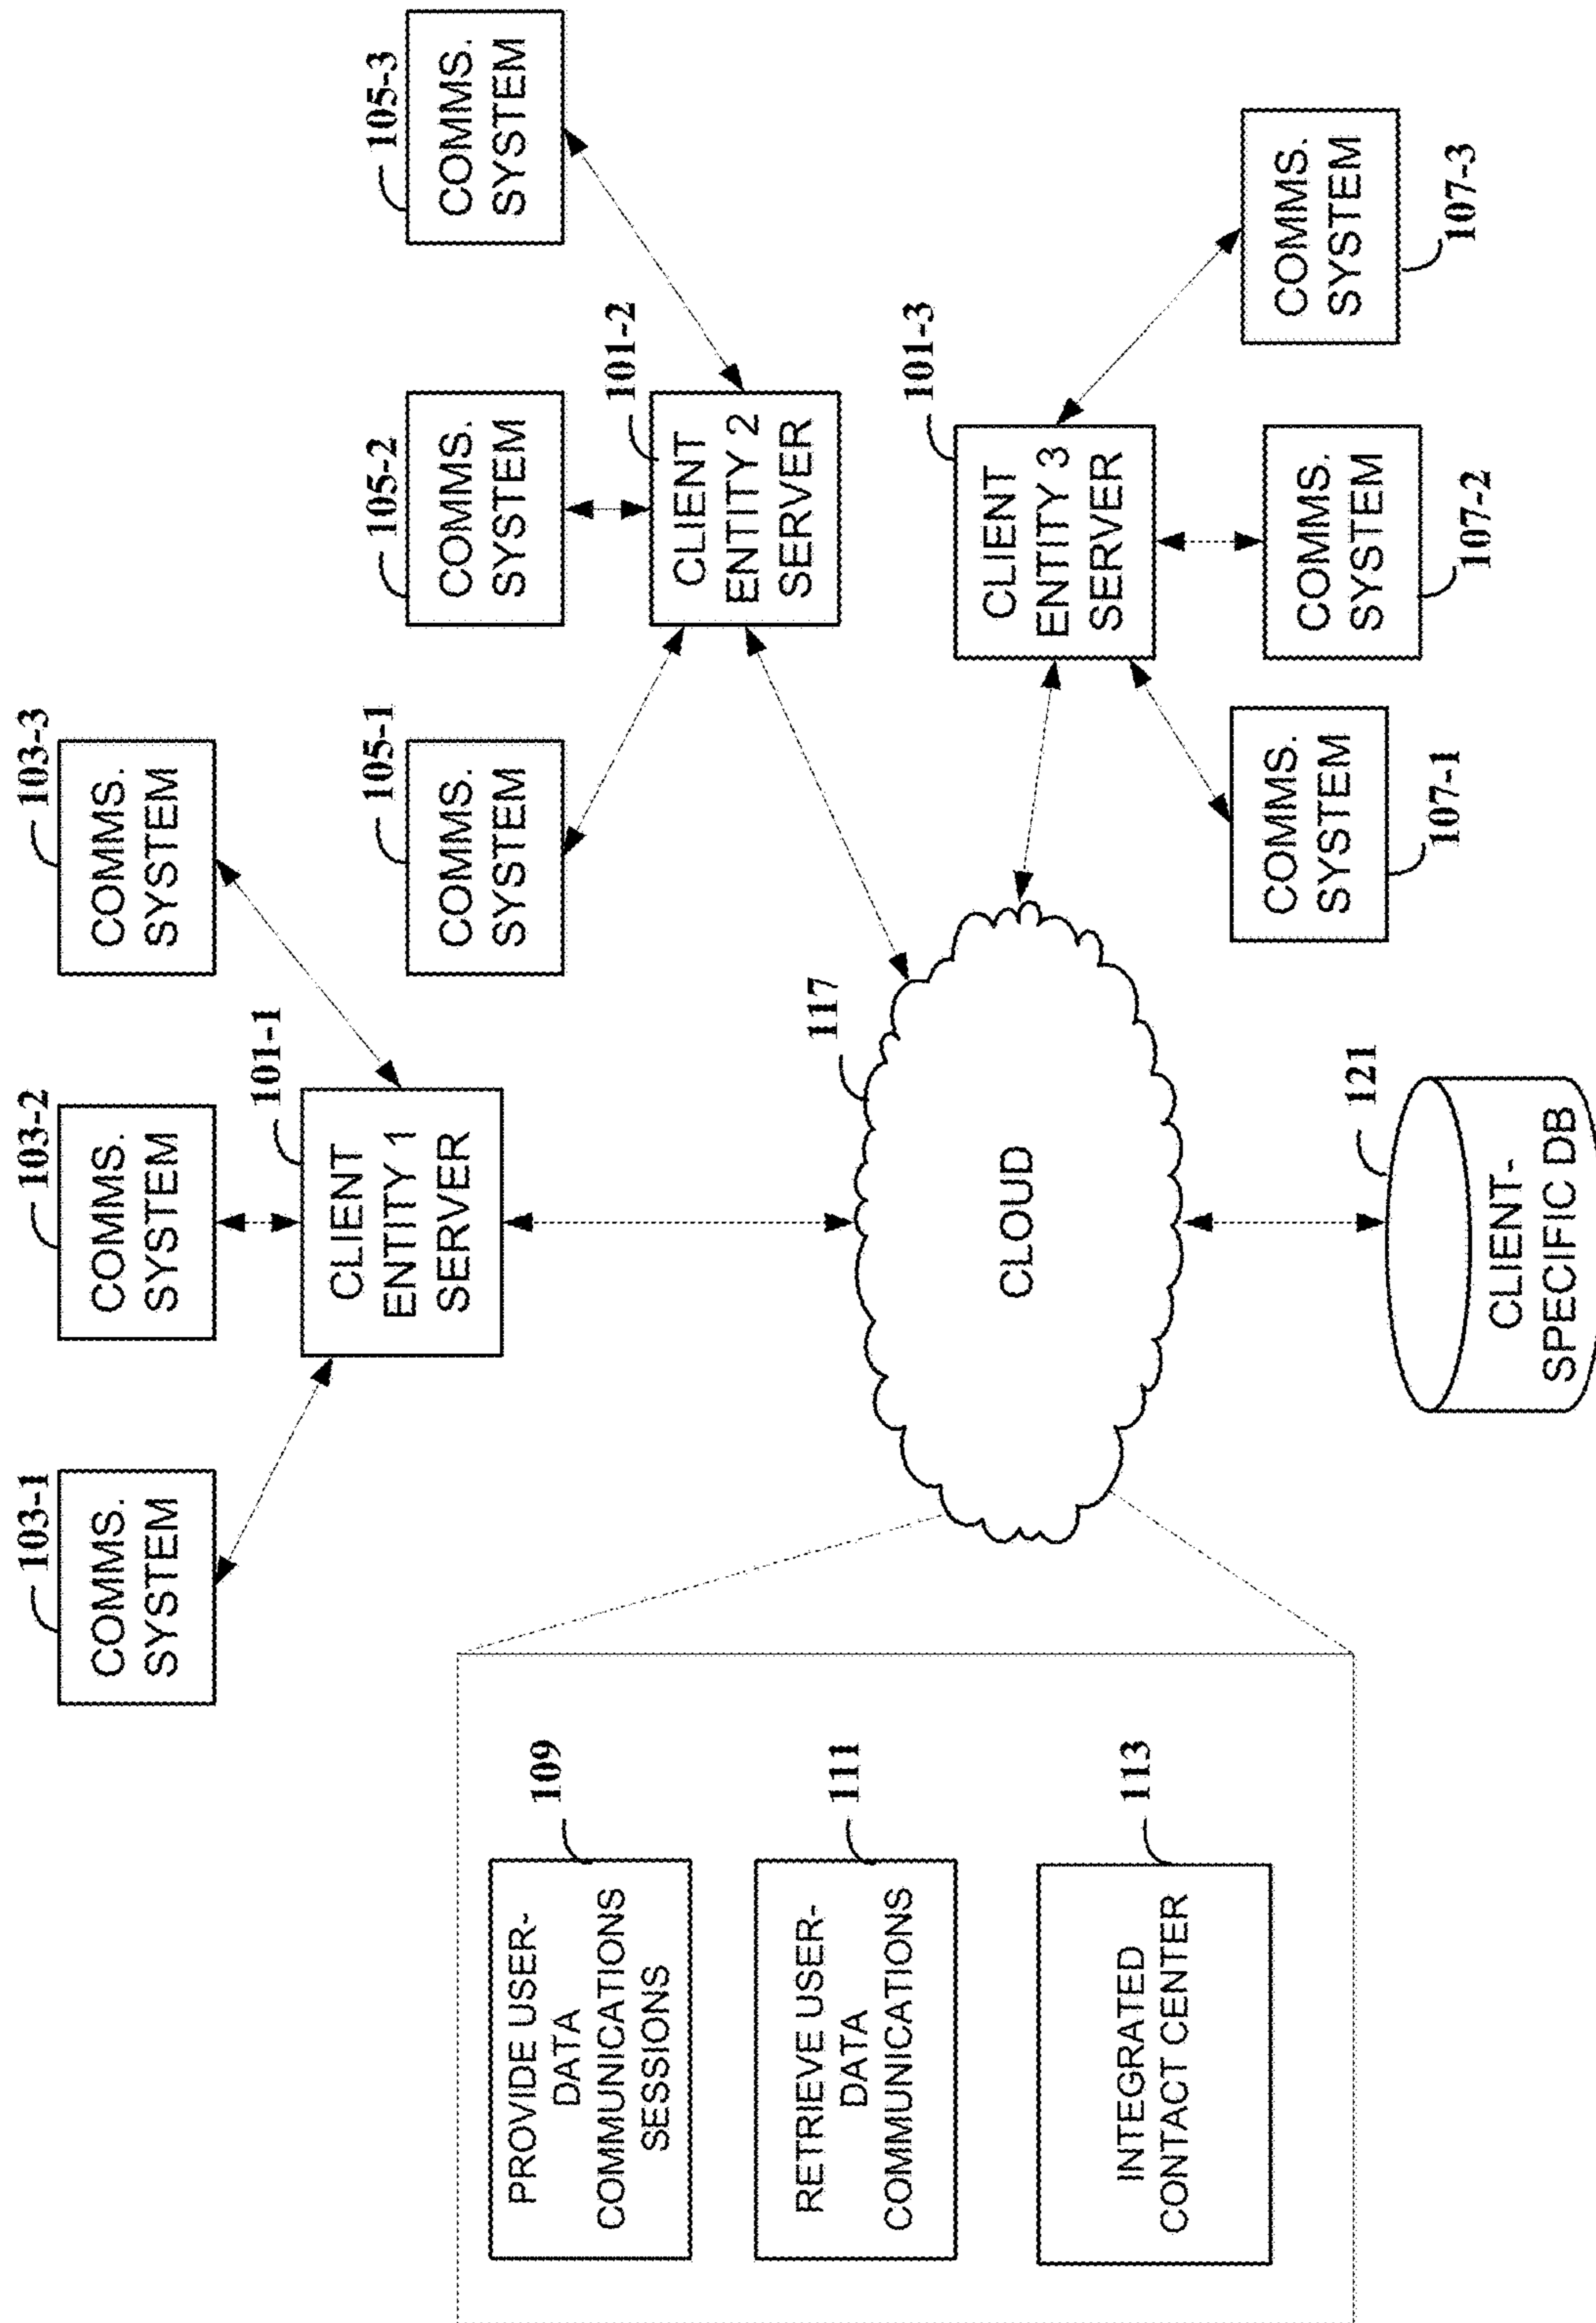 103-1
COMMS.
SYSTEM
103-2
COMMS.
SYSTEM
103-3
COMMS.
SYSTEM
101-1
CLIENT
ENTITY 1
SERVER
105-1
COMMS.
SYSTEM
105-2
COMMS.
SYSTEM
105-3
COMMS.
SYSTEM
101-2
CLIENT
ENTITY 2
SERVER
109
PROVIDE USER-
DATA
COMMUNICATIONS
SESSIONS
111
RETRIEVE USER-
DATA
COMMUNICATIONS
113
INTEGRATED
CONTACT CENTER
117
CLOUD
101-3
CLIENT
ENTITY 3
SERVER
COMMS.
SYSTEM
107-1
COMMS.
SYSTEM
107-2
COMMS.
SYSTEM
107-3
121
CLIENT-
SPECIFIC DB